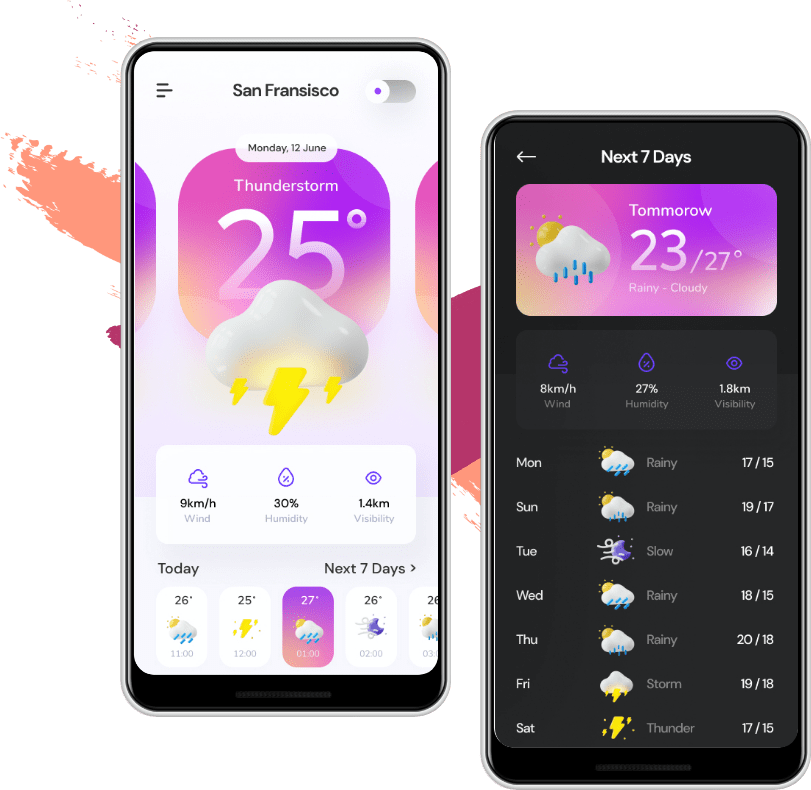 San Fransisco
Monday, 12 June
Thunderstorm
25°
9km/h
30%
1.4km
Wind
Humidity
Visibility
Today
Next 7 Days >
26°
25°
27°
26°
26
11:00
12:00
01:00
02:00
03:
Next 7 Days
Tommorow
23/27°
Rainy - Cloudy
8km/h
27%
1.8km
Wind
Humidity
Visibility
Mon Rainy 17 / 15
Sun Rainy 19 / 17
Tue Slow 16 / 14
Wed Rainy 18 / 15
Thu Rainy 20 / 18
Fri Storm 19 / 18
Sat Thunder 17 / 15